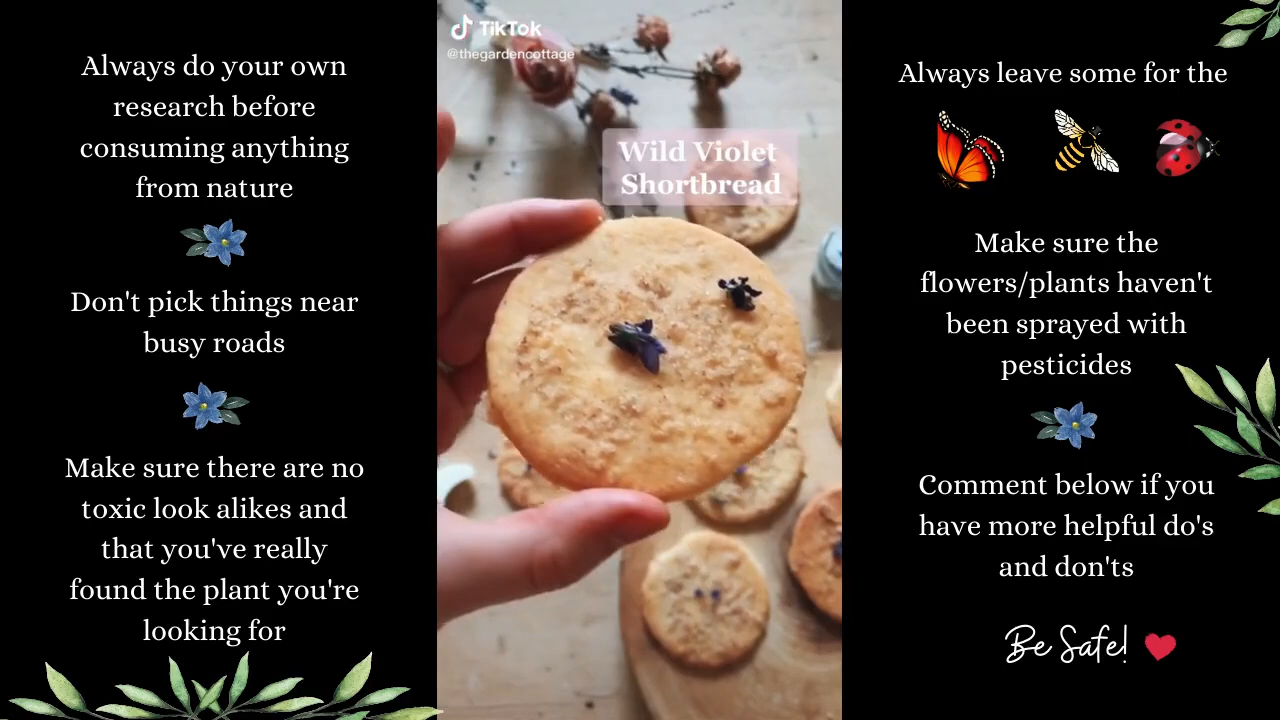 Always do your own
research before
consuming anything
from nature
Don't pick things near
busy roads
Make sure there are no
toxic look alikes and
that you've really
found the plant you're
looking for
TikTok
@thegardencottage
Wild Violet
Shortbread
Always leave some for the
Make sure the
flowers/plants haven't
been sprayed with
pesticides
Comment below if you
have more helpful do's
and don'ts
Be Safe!